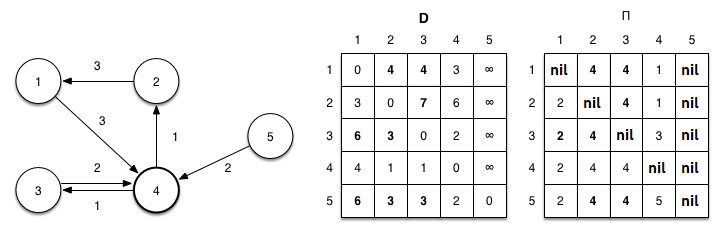 D
Π
1 2 3 4 5
1 2 3 4 5
3
1
2
3
1
5
2
3
2
4
1
1 0 4 4 3 ∞
2 3 0 7 6 ∞
3 6 3 0 2 ∞
4 4 1 1 0 ∞
5 6 3 3 2 0
1 nil 4 4 1 nil
2 2 nil 4 1 nil
3 2 4 nil 3 nil
4 2 4 4 nil nil
5 2 4 4 5 nil